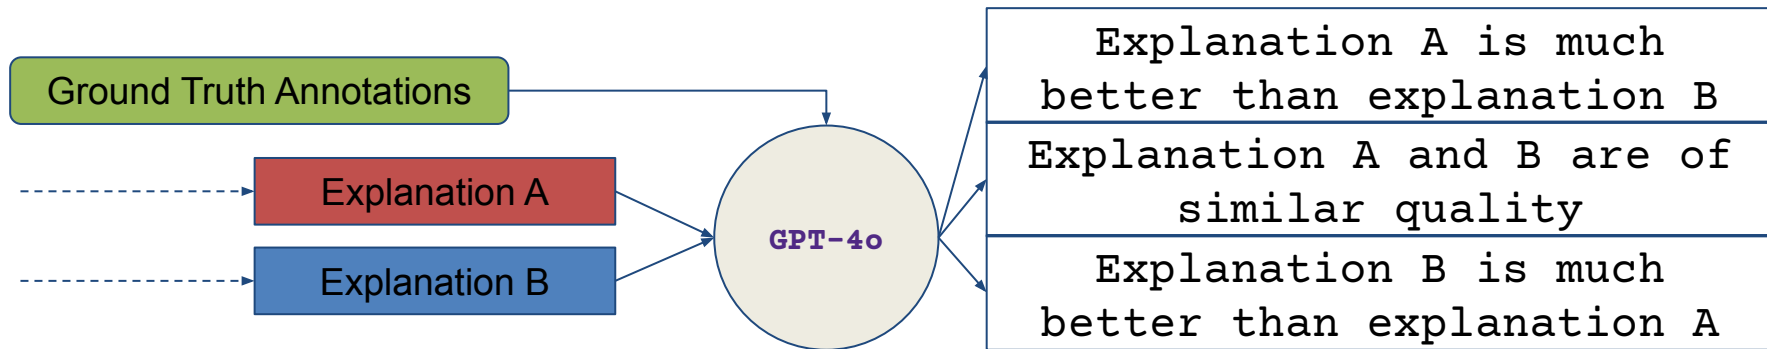 Ground Truth Annotations
Explanation A
Explanation B
GPT-4o
Explanation A is much
better than explanation B
Explanation A and B are of
similar quality
Explanation B is much
better than explanation A